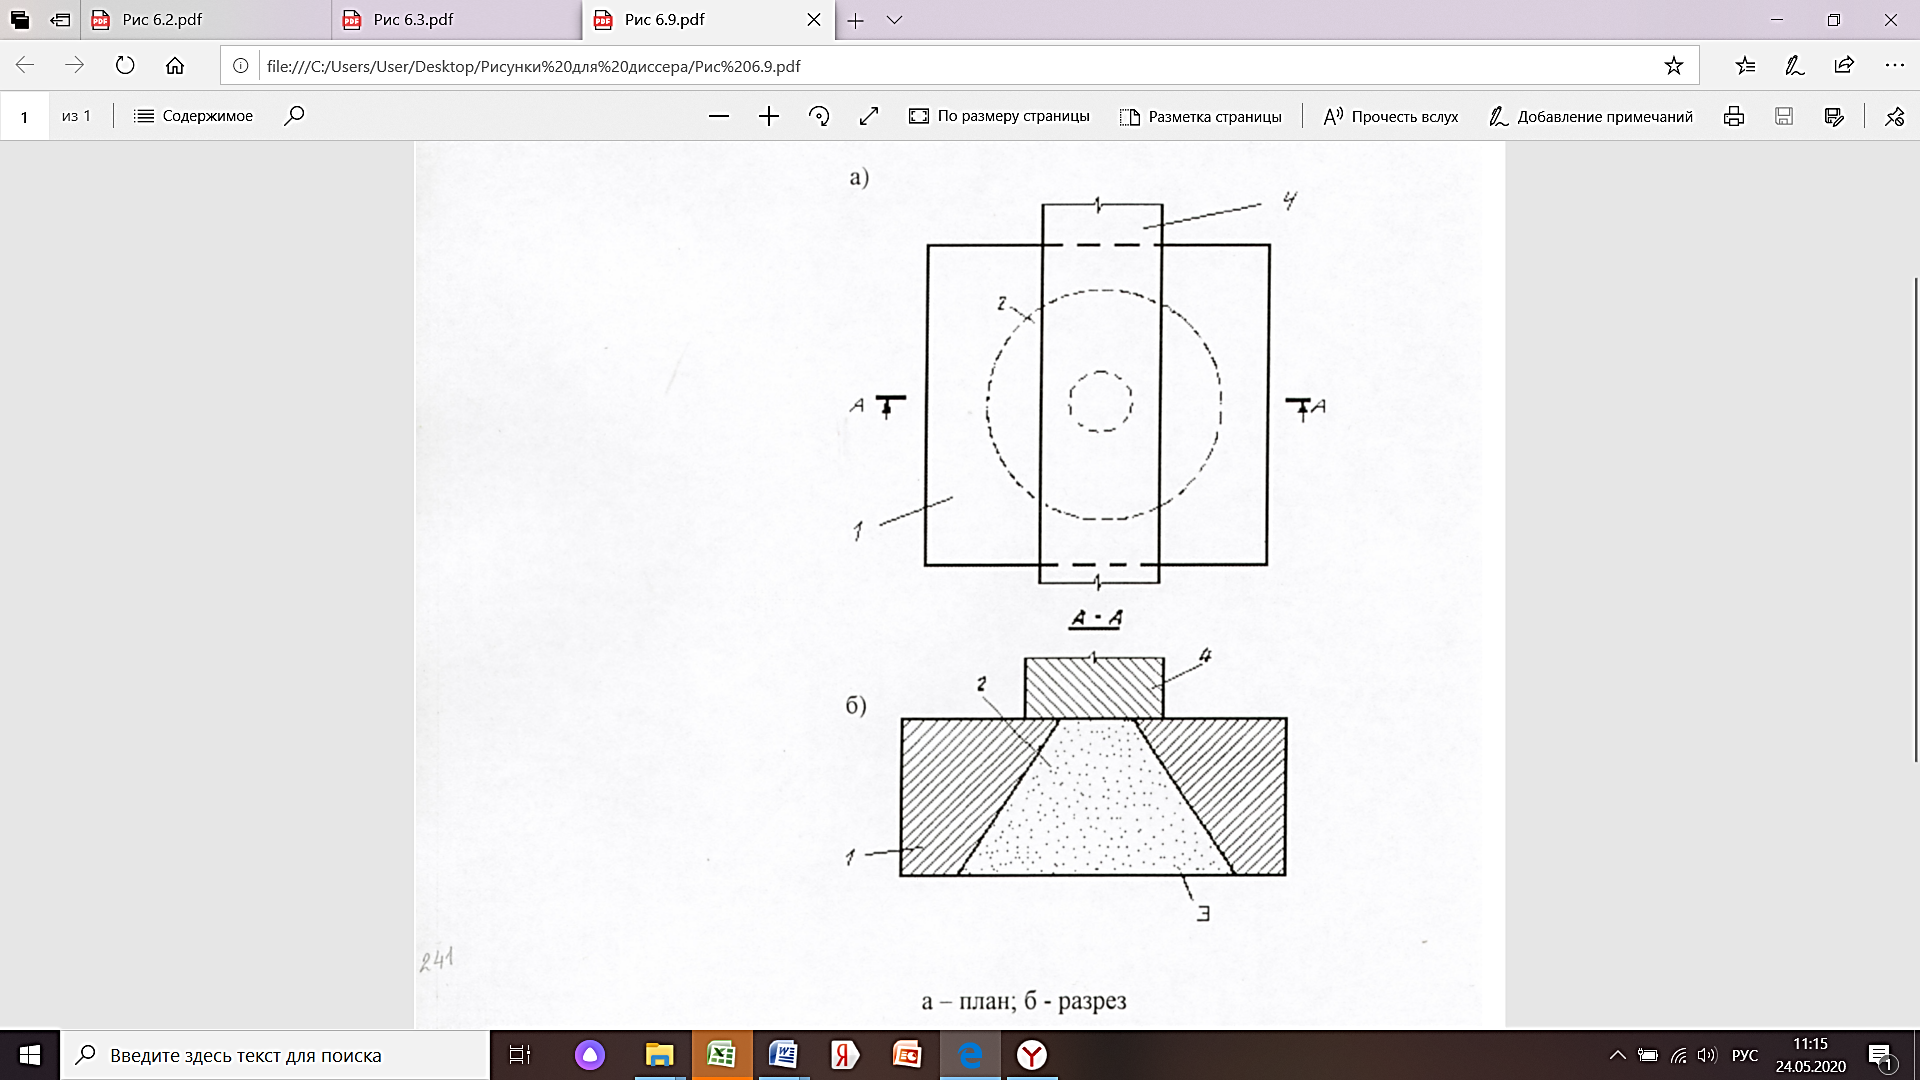 Рис 6.2.pdf
Рис 6.3.pdf
Рис 6.9.pdf
file:///C:/Users/User/Desktop/Рисунки%20для%20диссера/Рис%206.9.pdf
1 из 1
Содержимое
По размеру страницы
Разметка страницы
Прочесть вслух
Добавление примечаний
а)
4
2
А
А
1
А - А
4
2
б)
1
3
241
а – план; б - разрез
Введите здесь текст для поиска
РУС
11:15
24.05.2020
1